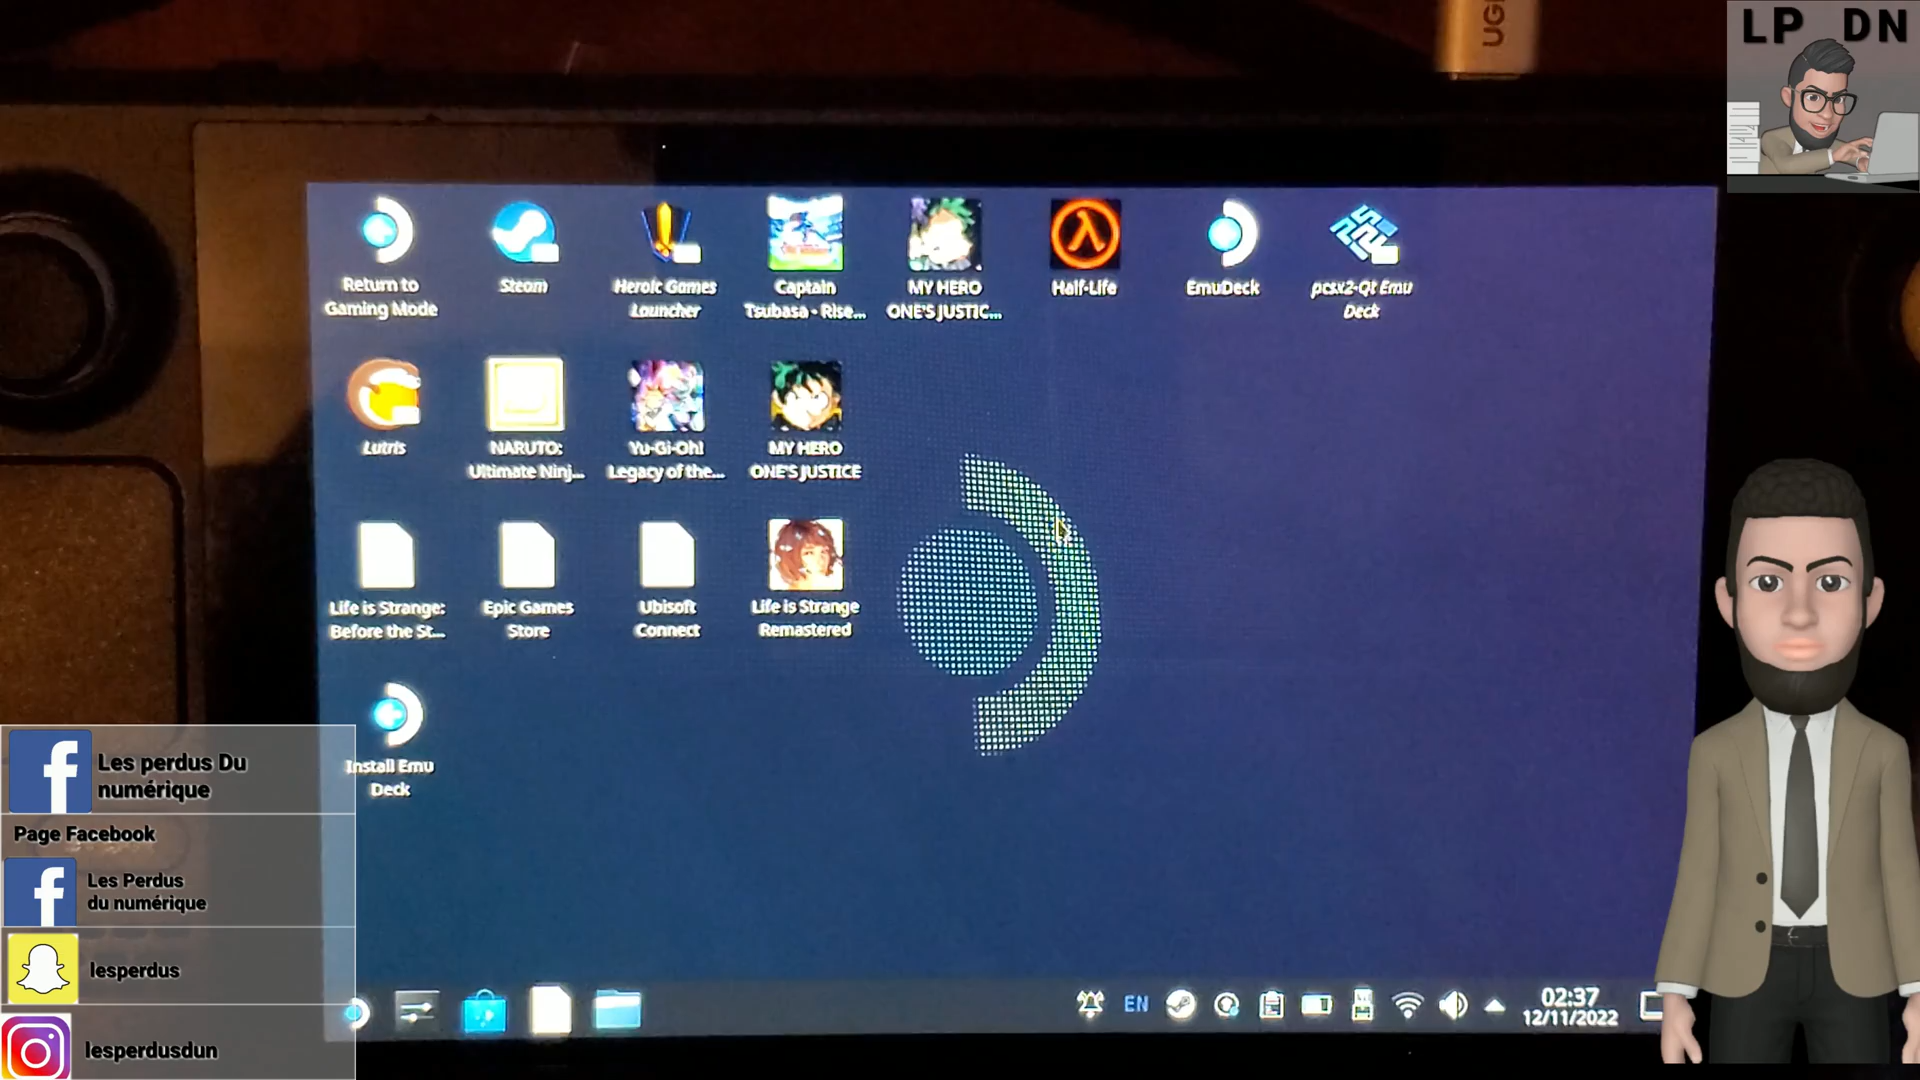 UGI
LP DN
Return to
Gaming Mode
Steam
Heroic Games
Launcher
Captain
Tsubasa - Rise...
MY HERO
ONE'S JUSTIC...
Half-Life
EmuDeck
pcsx2-Qt Emu
Deck
Lutris
NARUTO:
Ultimate Ninj...
Yu-Gi-Oh!
Legacy of the...
MY HERO
ONE'S JUSTICE
Life is Strange:
Before the St...
Epic Games
Store
Ubisoft
Connect
Life is Strange
Remastered
Install Emu
Deck
Les perdus Du
numérique
Page Facebook
Les Perdus
du numérique
lesperdus
lesperdusdun
EN
02:37
12/11/2022